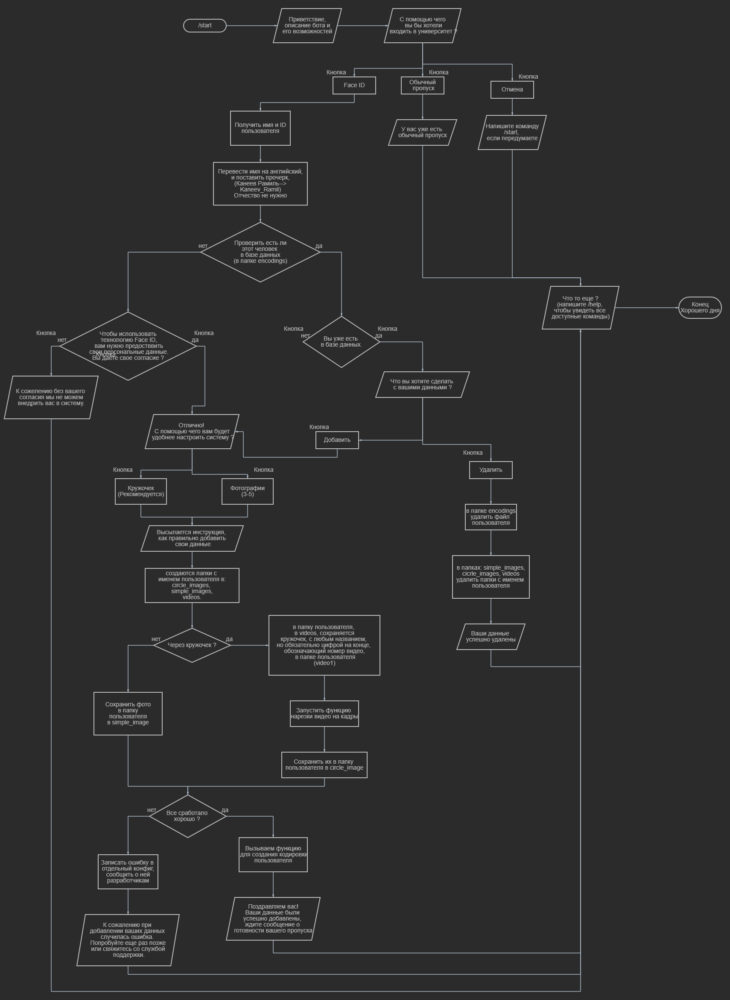 /start
Приветствие,
описание бота и
его возможностей
С помощью чего
вы бы хотели
входить в университет ?
Кнопка
Face ID
Кнопка
Обычный
пропуск
Кнопка
Отмена
Получить имя и ID
пользователя
У вас уже есть
обычный пропуск
Напишите команду
/start,
если передумаете
Перевести имя на английский,
и поставить прочерк,
(Канеев Рамиль-->
Kaneev_Ramil)
Отчество не нужно
нет
Проверить есть ли
этот человек
в базе данных
(в папке encodings)
да
Что то еще ?
(напишите /help,
чтобы увидеть все
доступные команды)
Конец
Хорошего дня
Кнопка
нет
Чтобы использовать
технологию Face ID,
вам нужно предоствить
свои персональные данные.
Вы даете свое согласие ?
Кнопка
Кнопка
да
Кнопка
нет
Вы уже есть
в базе данных.
Кнопка
да
К сожелению без вашего
согласия мы не можем
внедрить вас в систему.
Что вы хотите сделать
с вашими данными ?
Отлично!
С помощью чего вам будет
удобнее настроить систему ?
Кнопка
Добавить
Кнопка
Удалить
Кнопка
Кружочек
(Рекомендуется)
Кнопка
Фотографии
(3-5)
в папке encodings
удалить файл
пользователя
Высылается инструкция,
как правильно добавить
свои данные
в папках: simple_images,
cicrle_images, videos
удалить папки с именем
пользователя
создаются папки с
именем пользователя в:
circle_images,
simple_images,
videos.
Ваши данные
успешно удалены
нет
Через кружочек ?
да
в папку пользователя,
в videos, сохраняется
кружочек, с любым названием,
но обязательно цифрой на конце,
обозначающий номер видео,
в папке пользователя
(video1)
Сохранить фото
в папку
пользователя
в simple_image
Запустить функцию
нарезки видео на кадры
Сохранить их в папку
пользователя в circle_image
нет
Все сработало
хорошо ?
да
Записать ошибку в
отдельный конфиг,
сообщить о ней
разработчикам
Вызываем функцию
для создания кодировки
пользователя
К сожалению при
добавлении ваших данных
случилась ошибка.
Попробуйте еще раз позже
или свяжитесь со службой
поддержки.
Поздравляем вас!
Ваши данные были
успешно добавлены,
ждите сообщение о
готовности вашего пропуска